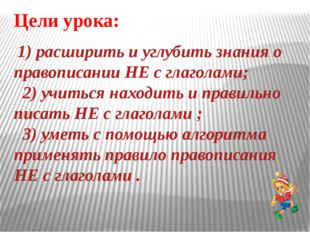 Цели урока:
1) расширить и углубить знания о
правописании НЕ с глаголами;
2) учиться находить и правильно
писать НЕ с глаголами ;
3) уметь с помощью алгоритма
применять правило правописания
НЕ с глаголами .